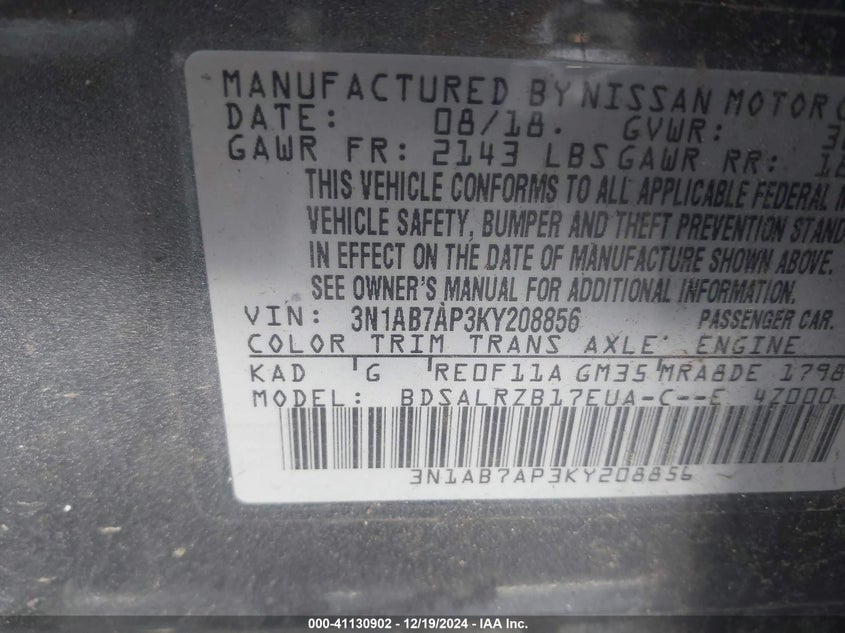 MANUFACTURED BY NISSAN MOTOR
DATE: 08/18. GVWR:
GAWR FR: 2143 LBS GAWR RR:
THIS VEHICLE CONFORMS TO ALL APPLICABLE FEDERAL
VEHICLE SAFETY, BUMPER AND THEFT PREVENTION
IN EFFECT ON THE DATE OF MANUFACTURE SHOWN ABOVE.
SEE OWNER'S MANUAL FOR ADDITIONAL INFORMATION.
VIN: 3N1AB7AP3KY208856 PASSENGER CAR.
COLOR TRIM TRANS AXLE ENGINE
KAD G RE0F11A GM35 MRA8DE 1798
MODEL: BDSALRZB17EUA-C--E 4Z000
3N1AB7AP3KY208856
000-41130902 - 12/19/2024 - IAA, Inc.